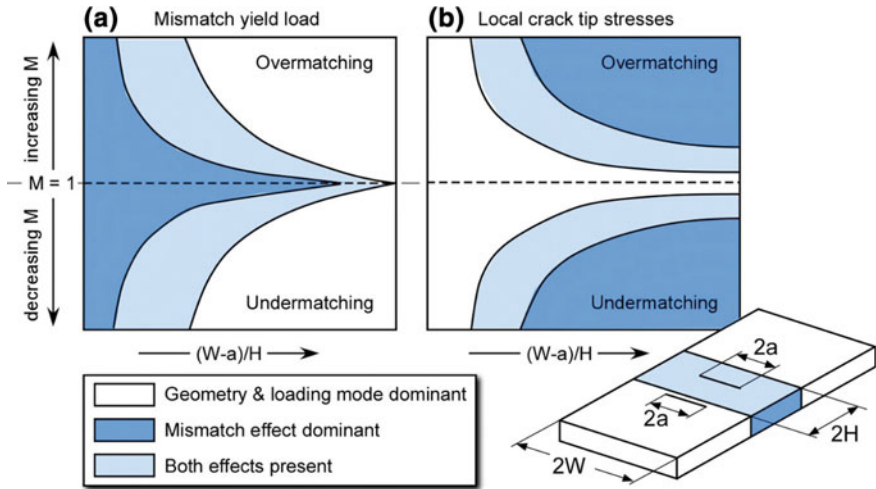 (a) Mismatch yield load
(b) Local crack tip stresses
increasing M
M = 1
decreasing M
Overmatching
Undermatching
Overmatching
Undermatching
(W-a)/H
(W-a)/H
Geometry & loading mode dominant
Mismatch effect dominant
Both effects present
2a
2a
2H
2W